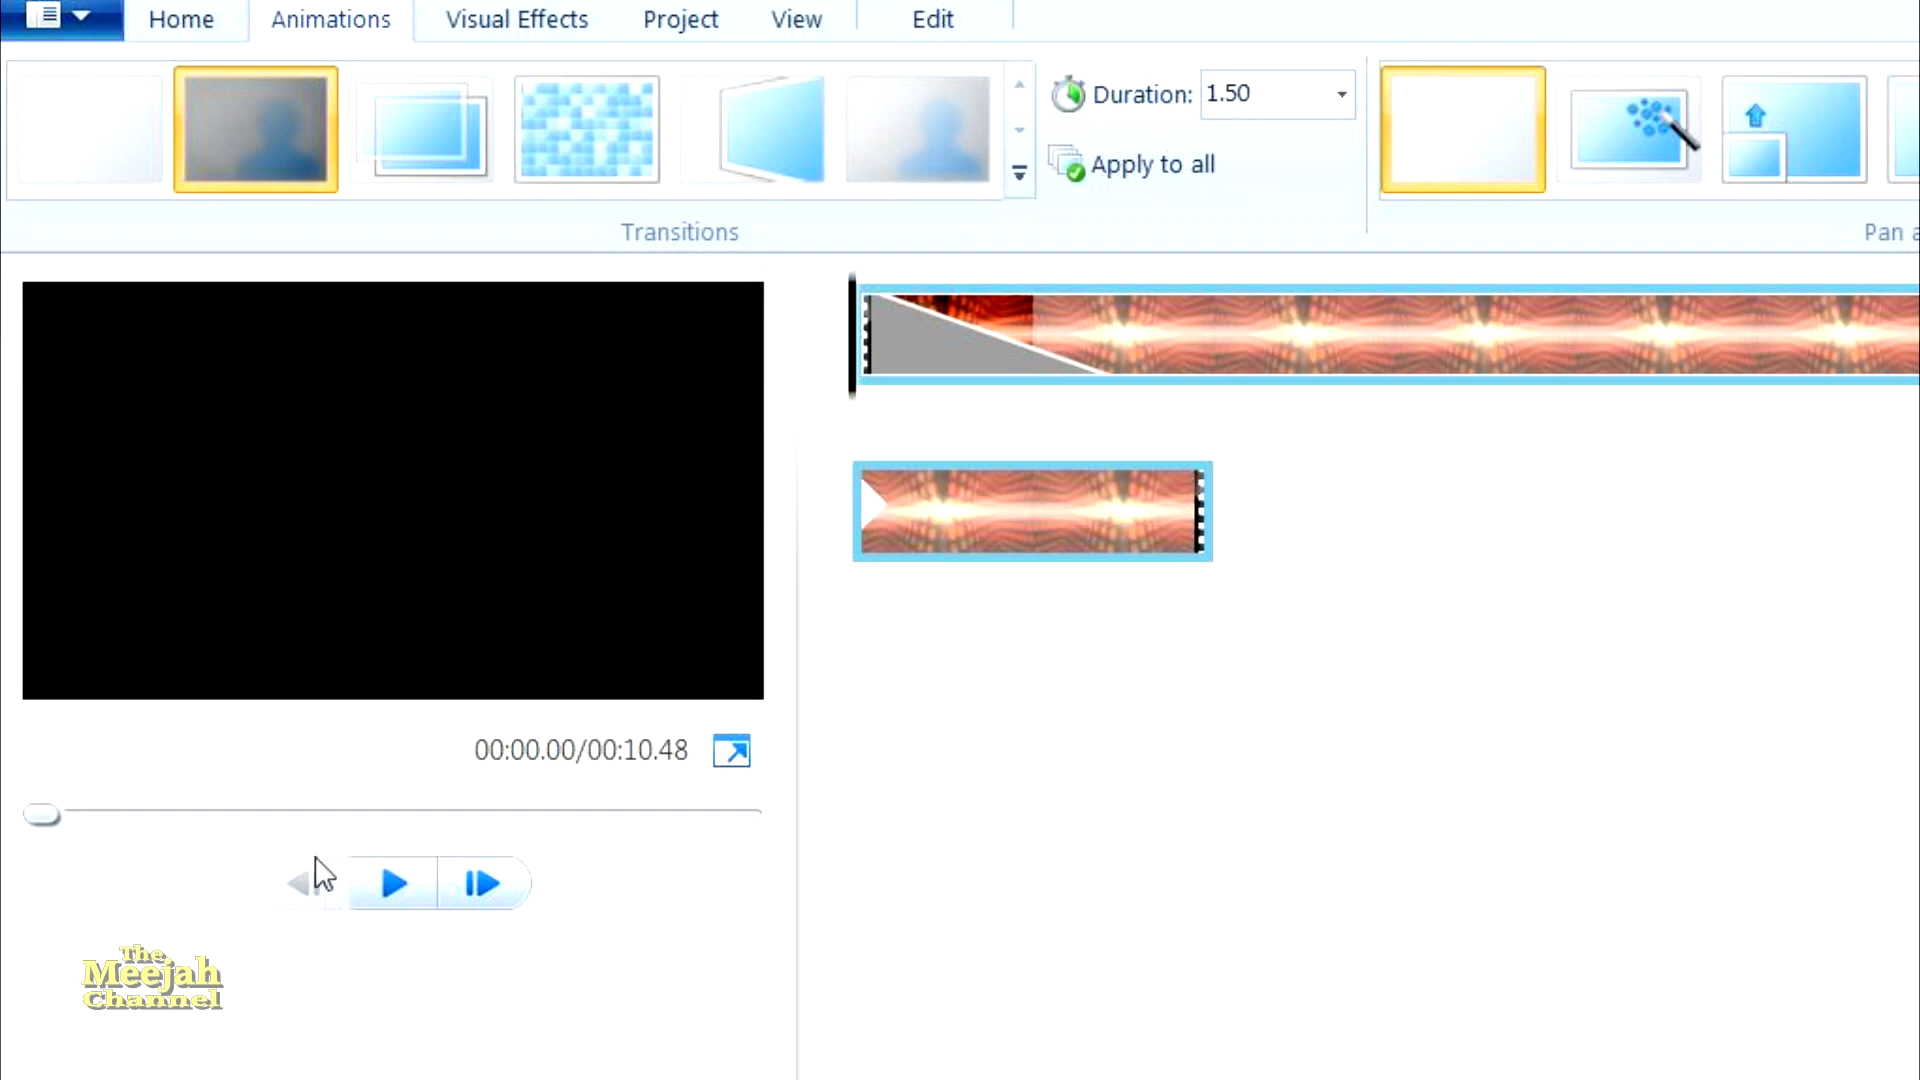 Home
Animations
Visual Effects
Project
View
Edit
Duration: 1.50
Apply to all
Transitions
Pan a
00:00.00/00:10.48
The
Meejah
Channel